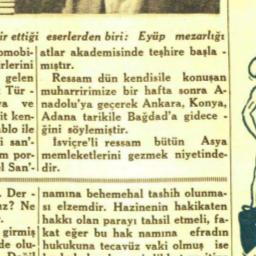 ir ettiği eserlerden biri: Eyüp mezarlığı
omobi-
rlerini
gelen
Tür -
va ve
it ken-
blo ile
i san'-
m por-
l San'-
atlar akademisinde teşhire başla -
mıştır.
Ressam dün kendisile konuşan
muharririmize bir hafta sonra A-
nadolu'ya geçerek Ankara, Konya,
Adana tarikile Bağdad'a gidece -
ğini söylemiştir.
İsviçre'li ressam bütün Asya
memleketlerini gezmek niyetinde-
dir.
. Der -
uz? Ne
girmiş
de olu-
namına behemehal tashih olunma-
sı elzemdir. Hazinenin hakikaten
hakkı olan parayı tahsil etmeli, fa-
kat eğer bu hak namına efradın
hukukuna tecavüz vaki olmuş ise